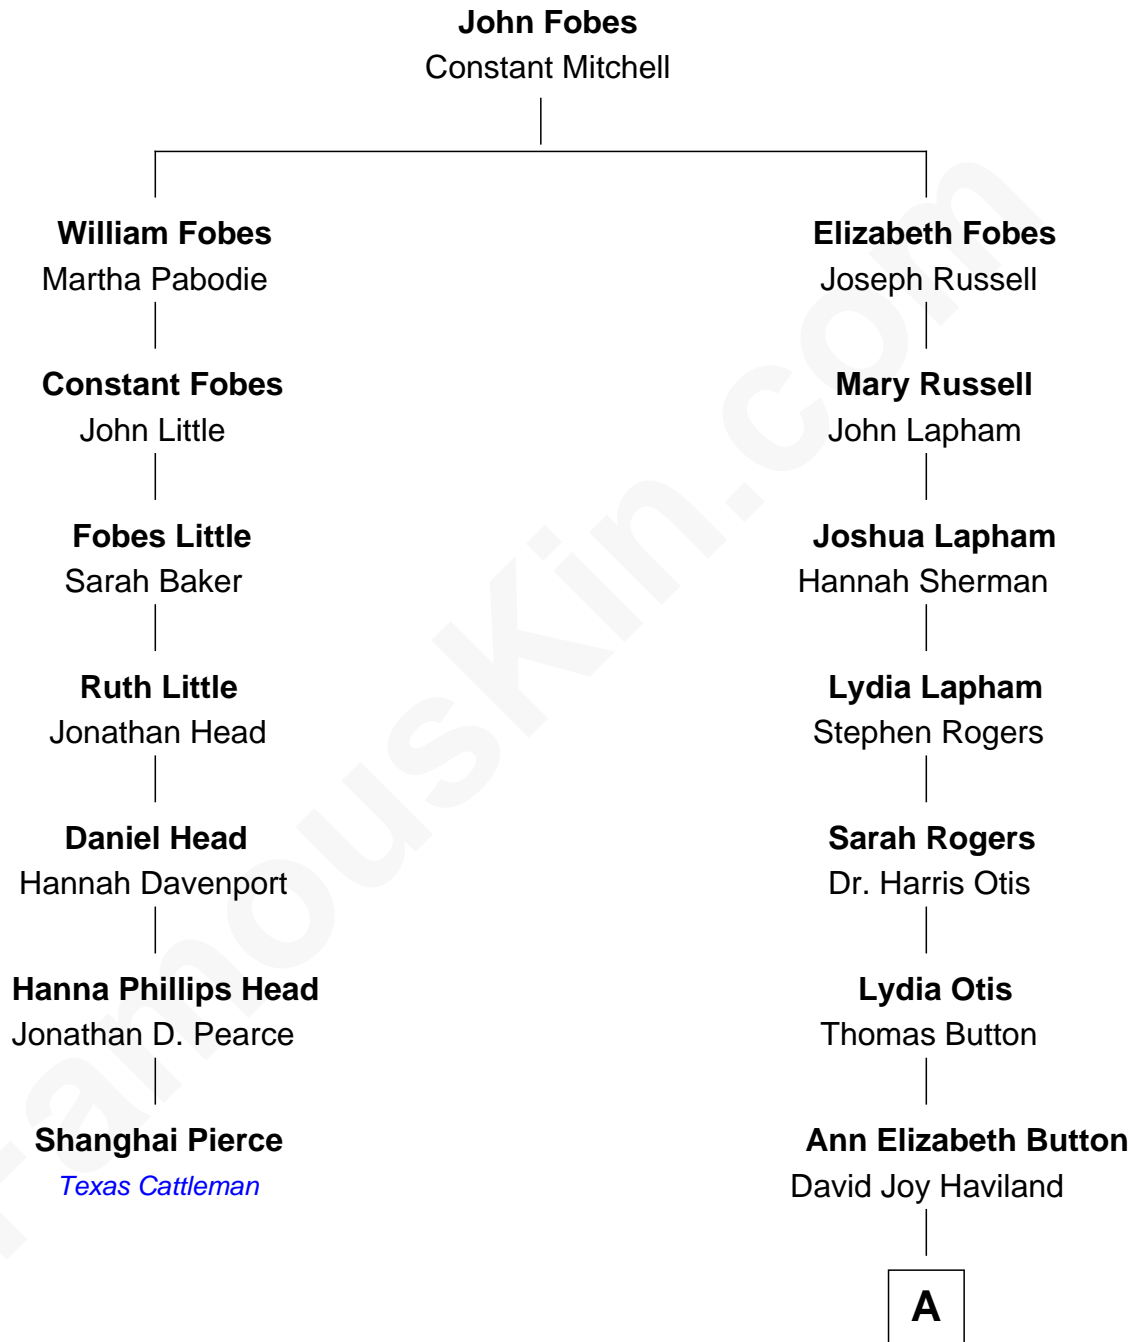 John Fobes
Constant Mitchell
William Fobes
Martha Pabodie
Elizabeth Fobes
Joseph Russell
Constant Fobes
John Little
Mary Russell
John Lapham
Fobes Little
Sarah Baker
Joshua Lapham
Hannah Sherman
Ruth Little
Jonathan Head
Lydia Lapham
Stephen Rogers
Daniel Head
Hannah Davenport
Sarah Rogers
Dr. Harris Otis
Hanna Phillips Head
Jonathan D. Pearce
Lydia Otis
Thomas Button
Shanghai Pierce
Texas Cattleman
Ann Elizabeth Button
David Joy Haviland
A
FamousKin.com